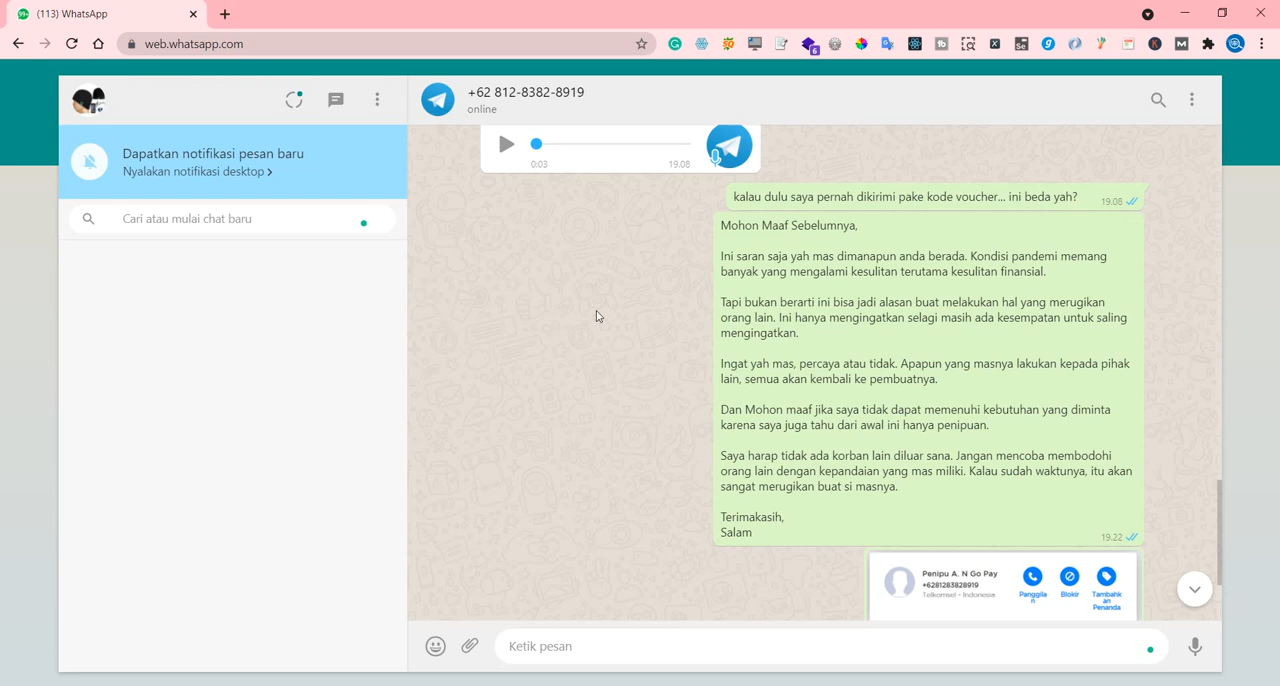 (113) WhatsApp
web.whatsapp.com
+62 812-8382-8919
online
Dapatkan notifikasi pesan baru
Nyalakan notifikasi desktop >
Cari atau mulai chat baru
0:03
19.08
kalau dulu saya pernah dikirimi pake kode voucher... ini beda yah?
19.08
Mohon Maaf Sebelumnya,
Ini saran saja yah mas dimanapun anda berada. Kondisi pandemi memang
banyak yang mengalami kesulitan terutama kesulitan finansial.
Tapi bukan berarti ini bisa jadi alasan buat melakukan hal yang merugikan
orang lain. Ini hanya mengingatkan selagi masih ada kesempatan untuk saling
mengingatkan.
Ingat yah mas, percaya atau tidak. Apapun yang masnya lakukan kepada pihak
lain, semua akan kembali ke pembuatnya.
Dan Mohon maaf jika saya tidak dapat memenuhi kebutuhan yang diminta
karena saya juga tahu dari awal ini hanya penipuan.
Saya harap tidak ada korban lain diluar sana. Jangan mencoba membodohi
orang lain dengan kepandaian yang mas miliki. Kalau sudah waktunya, itu akan
sangat merugikan buat si masnya.
Terimakasih,
Salam
19.22
Penipu A. N Go Pay
+6281283828919
Telkomsel - Indonesia
Panggila
n
Blokir
Tambahk
an
Penanda
Ketik pesan